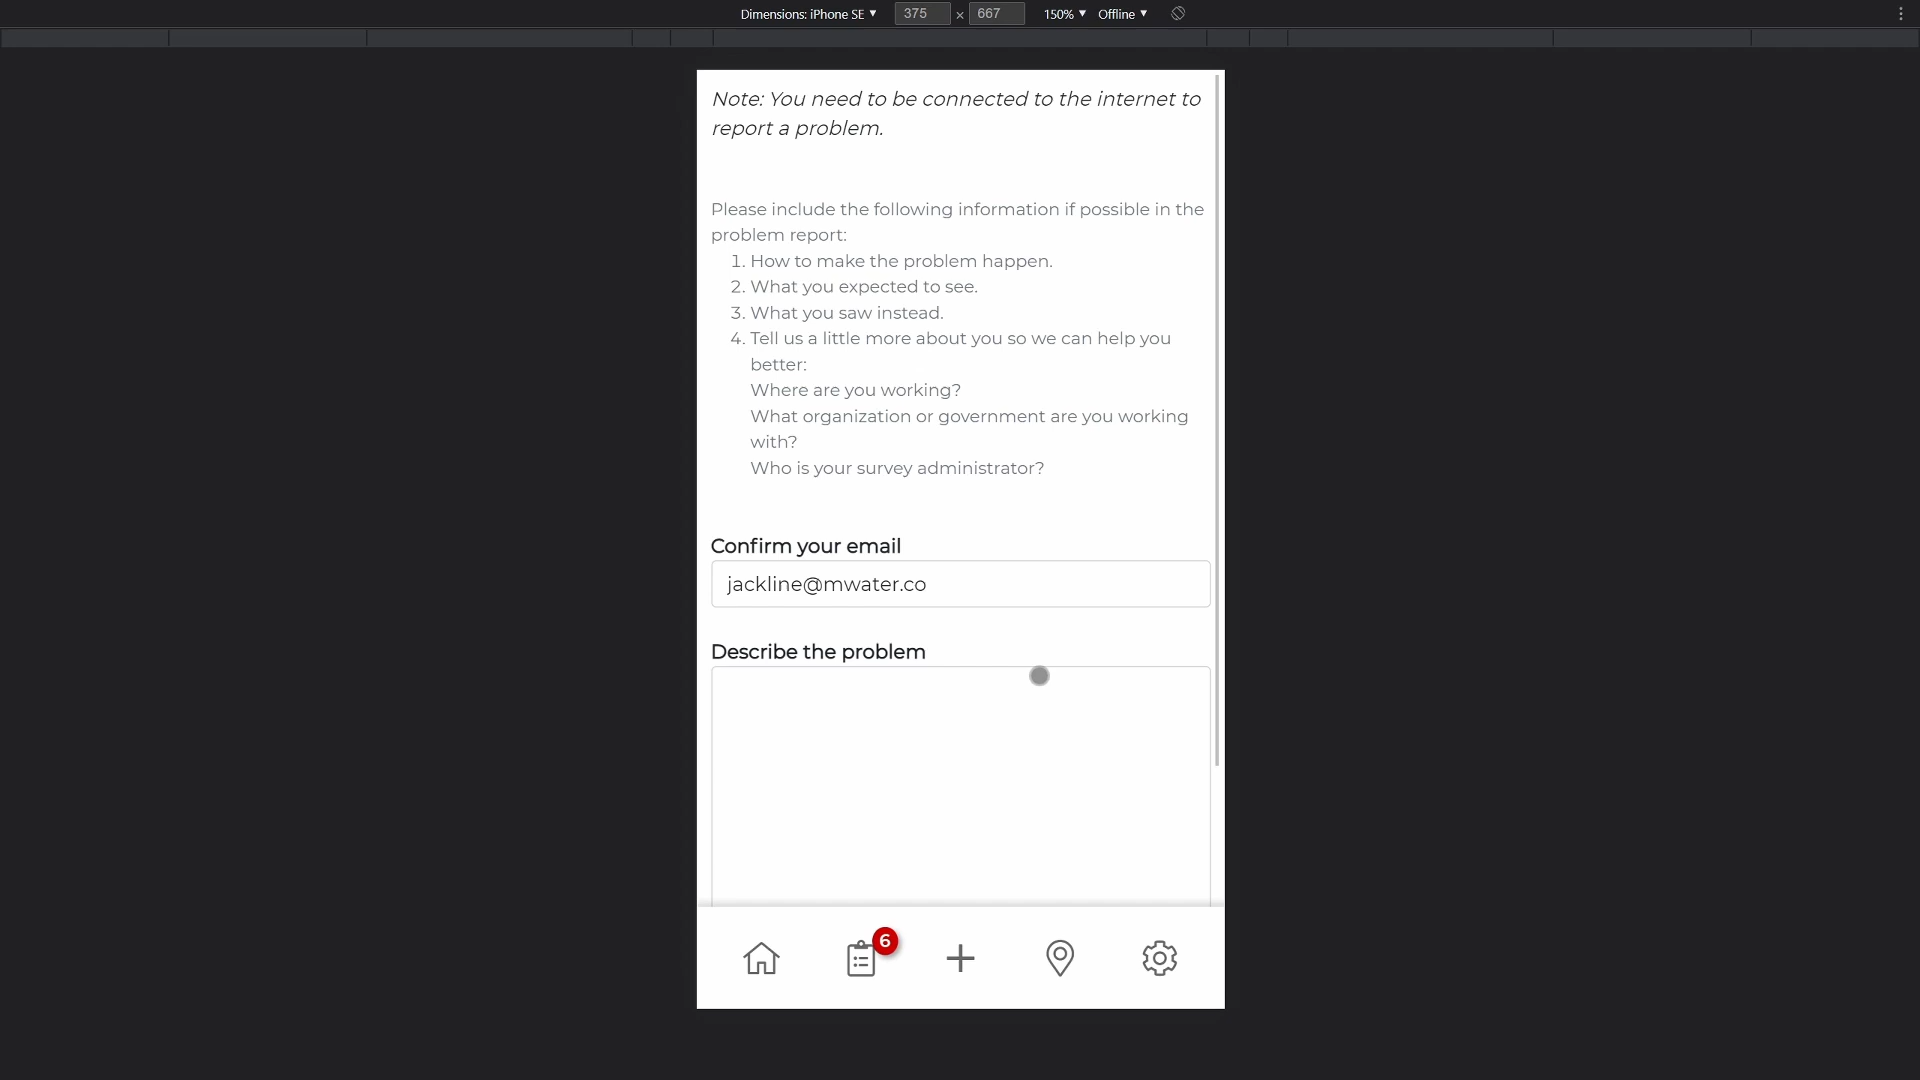 Dimensions: iPhone SE ▼ 375 × 667 150% ▼ Offline ▼
Note: You need to be connected to the internet to
report a problem.
Please include the following information if possible in the
problem report:
1. How to make the problem happen.
2. What you expected to see.
3. What you saw instead.
4. Tell us a little more about you so we can help you
better:
Where are you working?
What organization or government are you working
with?
Who is your survey administrator?
Confirm your email
jackline@mwater.co
Describe the problem
6